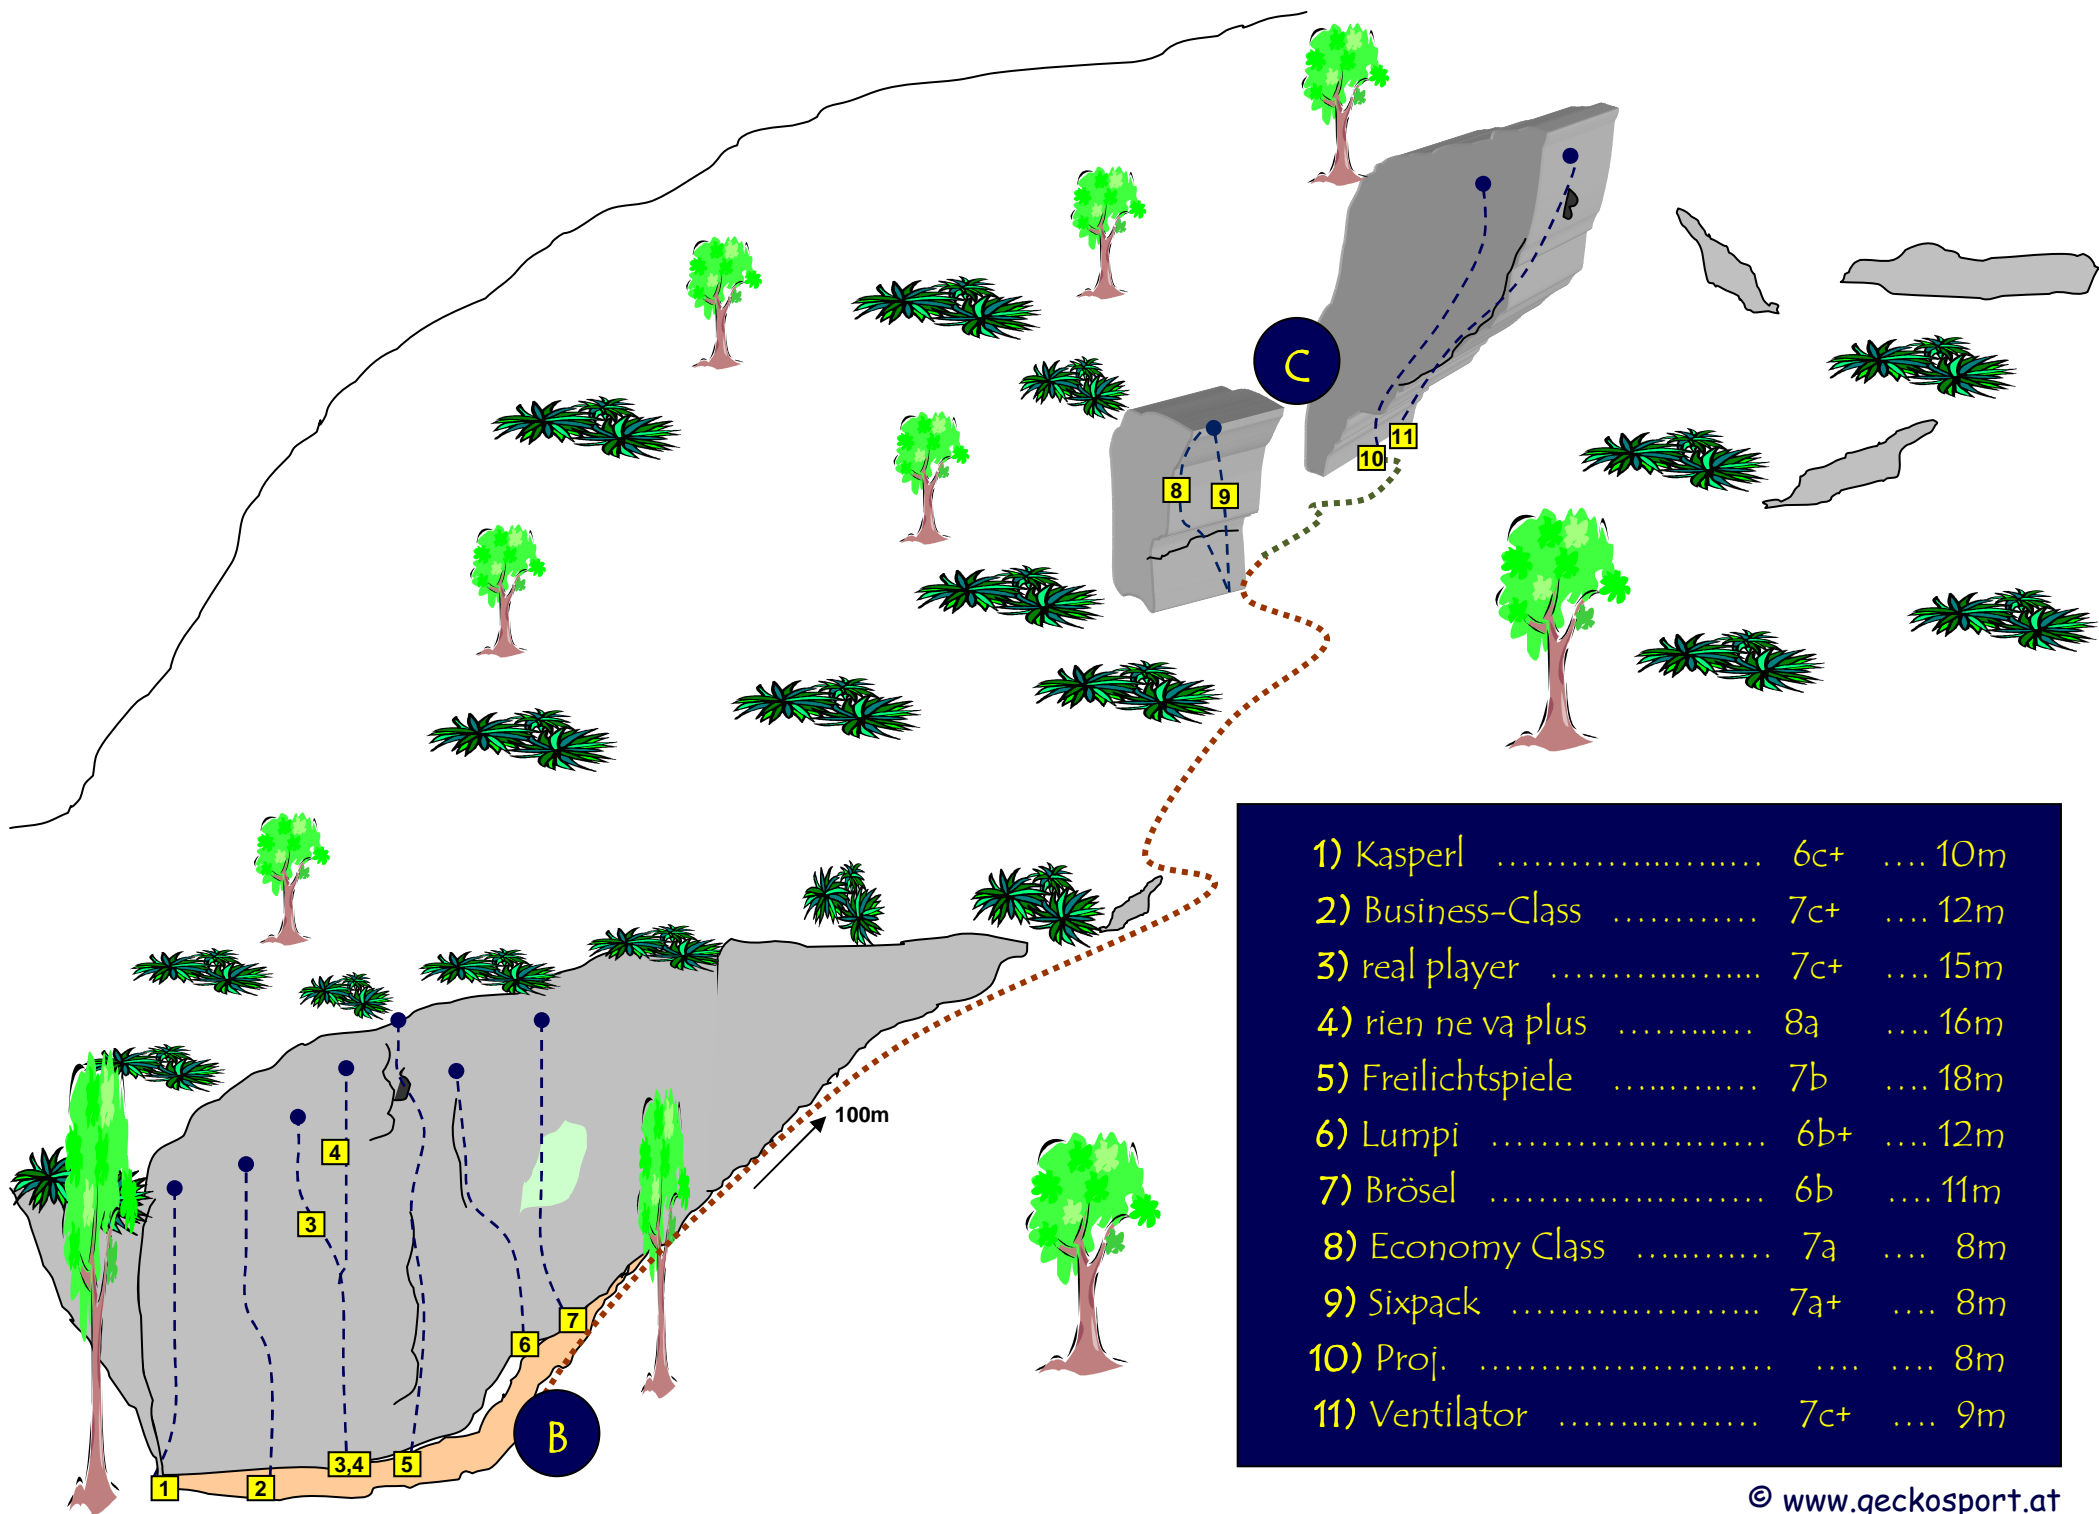 C
11
10
8
9
1) Kasperl ........................ 6c+ .... 10m
2) Business-Class ............ 7c+ .... 12m
3) real player .................. 7c+ .... 15m
4) rien ne va plus ............ 8a .... 16m
5) Freilichtspiele ............ 7b .... 18m
6) Lumpi ........................ 6b+ .... 12m
7) Brösel ........................ 6b .... 11m
8) Economy Class ............ 7a .... 8m
9) Sixpack ...................... 7a+ .... 8m
10) Proj. .......................... .... .... 8m
11) Ventilator .................. 7c+ .... 9m
100m
4
3
7
6
B
3,4
5
1
2
© www.geckosport.at